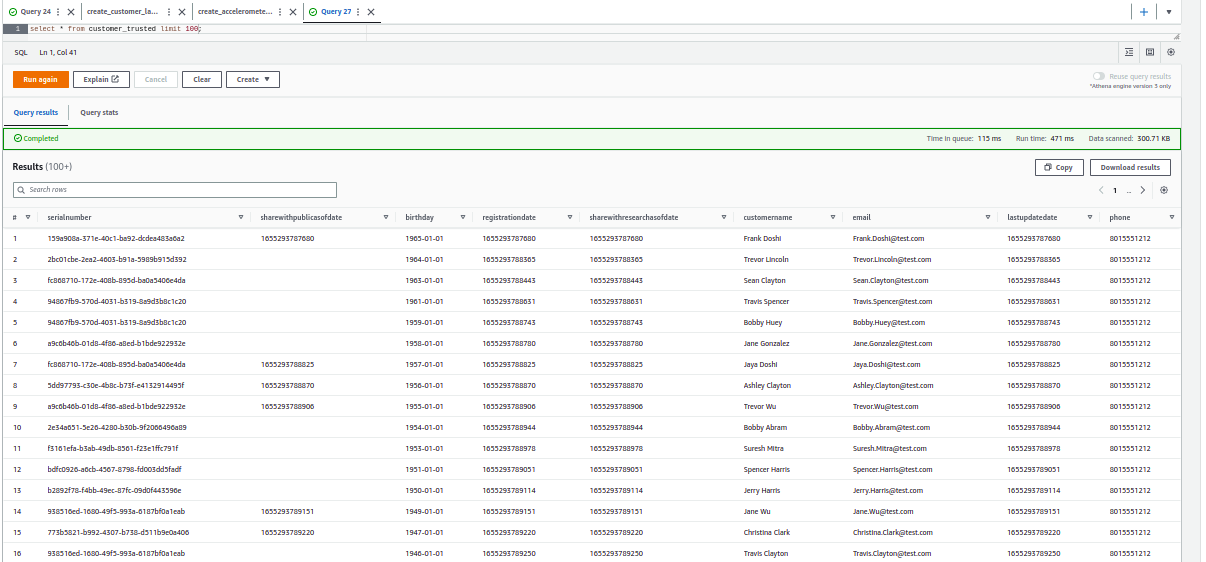 Query 24 create_customer_la... create_acceleromete... Query 27
1 select * from customer_trusted limit 100;
SQL Ln 1, Col 41
Run again Explain Cancel Clear Create Reuse query results
*Athena engine version 3 only
Query results Query stats
Completed Time in queue: 115 ms Run time: 471 ms Data scanned: 300.71 KB
Results (100+) Copy Download results
Search rows 1 ...
# serialnumber sharewithpublicasofdate birthday registrationdate sharewithresearchasofdate customername email lastupdatedate phone
1 159a908a-371e-40c1-ba92-dcdea483a6a2 1655293787680 1965-01-01 1655293787680 1655293787680 Frank Doshi Frank.Doshi@test.com 1655293787680 8015551212
2 2bc01cbe-2ea2-4603-b91a-5989b915d392 1964-01-01 1655293788365 1655293788365 Trevor Lincoln Trevor.Lincoln@test.com 1655293788365 8015551212
3 fc868710-172e-408b-895d-ba0a5406e4da 1963-01-01 1655293788443 1655293788443 Sean Clayton Sean.Clayton@test.com 1655293788443 8015551212
4 94867fb9-570d-4031-b319-8a9d3b8c1c20 1961-01-01 1655293788631 1655293788631 Travis Spencer Travis.Spencer@test.com 1655293788631 8015551212
5 94867fb9-570d-4031-b319-8a9d3b8c1c20 1959-01-01 1655293788743 1655293788743 Bobby Huey Bobby.Huey@test.com 1655293788743 8015551212
6 a9c6b46b-01d8-4f86-a8ed-b1bde922932e 1958-01-01 1655293788780 1655293788780 Jane Gonzalez Jane.Gonzalez@test.com 1655293788780 8015551212
7 fc868710-172e-408b-895d-ba0a5406e4da 1655293788825 1957-01-01 1655293788825 1655293788825 Jaya Doshi Jaya.Doshi@test.com 1655293788825 8015551212
8 5dd97793-c30e-4b8c-b73f-e4132914495f 1655293788870 1956-01-01 1655293788870 1655293788870 Ashley Clayton Ashley.Clayton@test.com 1655293788870 8015551212
9 a9c6b46b-01d8-4f86-a8ed-b1bde922932e 1655293788906 1955-01-01 1655293788906 1655293788906 Trevor Wu Trevor.Wu@test.com 1655293788906 8015551212
10 2e34a651-5e26-4280-b30b-9f2066496a89 1954-01-01 1655293788944 1655293788944 Bobby Abram Bobby.Abram@test.com 1655293788944 8015551212
11 f3161efa-b3ab-49db-8561-f23e1ffc791f 1953-01-01 1655293788978 1655293788978 Suresh Mitra Suresh.Mitra@test.com 1655293788978 8015551212
12 bdfc0926-a6cb-4567-8798-fd003dd5fadf 1951-01-01 1655293789051 1655293789051 Spencer Harris Spencer.Harris@test.com 1655293789051 8015551212
13 b2892f78-f4bb-49ec-87fc-09d0f443596e 1950-01-01 1655293789114 1655293789114 Jerry Harris Jerry.Harris@test.com 1655293789114 8015551212
14 938516ed-1680-49f5-993a-6187bf0a1eab 1655293789151 1949-01-01 1655293789151 1655293789151 Jane Wu Jane.Wu@test.com 1655293789151 8015551212
15 773b5821-b992-4307-b738-d511b9e0a406 1655293789220 1947-01-01 1655293789220 1655293789220 Christina Clark Christina.Clark@test.com 1655293789220 8015551212
16 938516ed-1680-49f5-993a-6187bf0a1eab 1946-01-01 1655293789250 1655293789250 Travis Clayton Travis.Clayton@test.com 1655293789250 8015551212